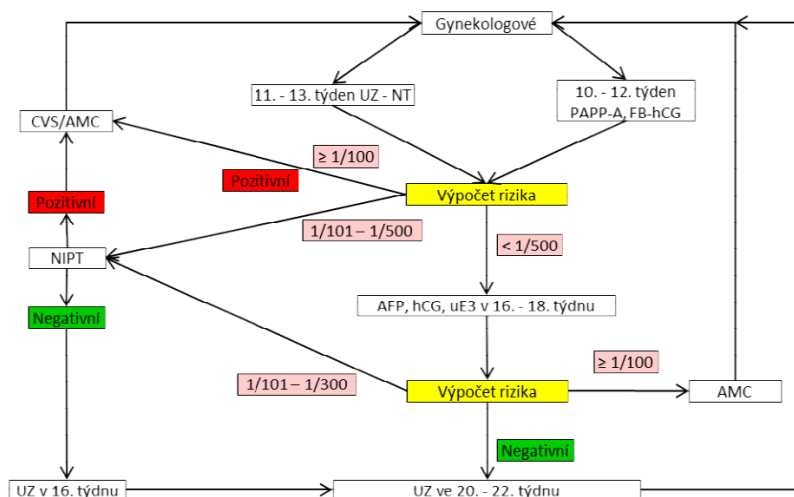 Gynekologové
11. - 13. týden UZ - NT
10. - 12. týden
PAPP-A, FB-hCG
CVS/AMC
≥ 1/100
Pozitivní
Pozitivní
Výpočet rizika
1/101 – 1/500
< 1/500
NIPT
Negativní
AFP, hCG, uE3 v 16. - 18. týdnu
≥ 1/100
1/101 – 1/300
Výpočet rizika
AMC
Negativní
UZ v 16. týdnu
UZ ve 20. - 22. týdnu